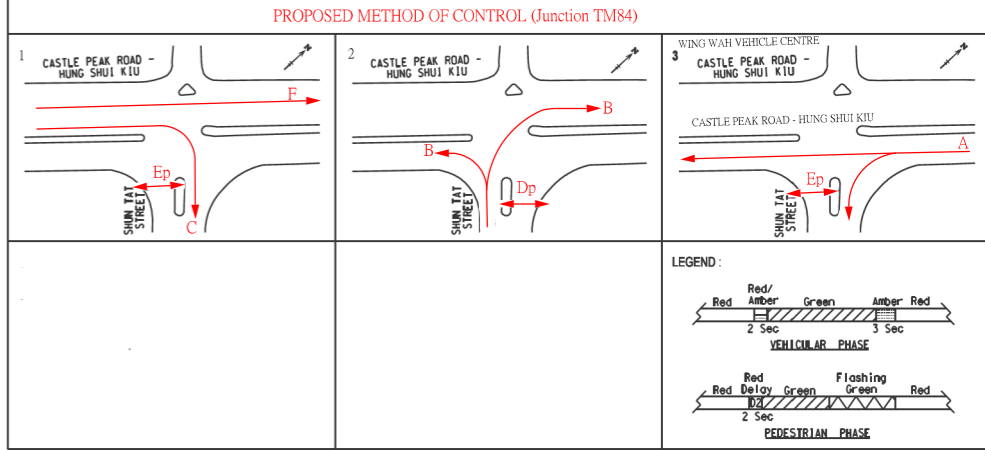 PROPOSED METHOD OF CONTROL (Junction TM84)
1
CASTLE PEAK ROAD -
HUNG SHUI KIU
N
F
Ep
SHUN TAT
STREET
C
2
CASTLE PEAK ROAD -
HUNG SHUI KIU
N
B
B
Dp
SHUN TAT
STREET
3
WING WAH VEHICLE CENTRE
CASTLE PEAK ROAD -
HUNG SHUI KIU
N
CASTLE PEAK ROAD - HUNG SHUI KIU
A
Ep
SHUN TAT
STREET
LEGEND :
Red
Red/
Amber
Green
Amber
Red
2 Sec
3 Sec
VEHICULAR PHASE
Red
Red
Delay
Green
Flashing
Green
Red
D2
2 Sec
PEDESTRIAN PHASE